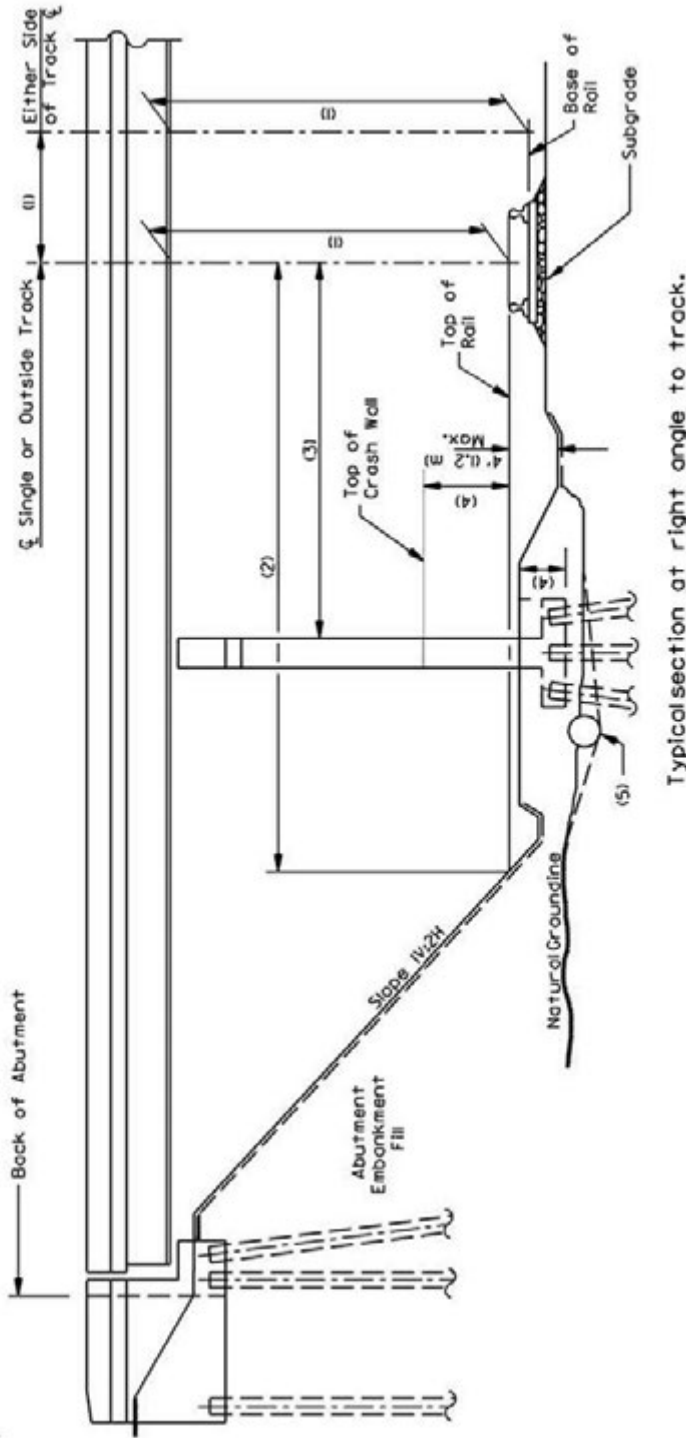 Back of Abutment
℄ Single or Outside Track
Either Side
of Track ℄
(1)
(1)
(1)
(2)
(3)
Top of
Crash Wall
Top of
Rail
(4)
4' (1.2 m)
Max.
Base of
Rail
Subgrade
Slope 1V:2H
Abutment
Embankment
Fill
(4)
Natural Groundine
(5)
Typical section at right angle to track.